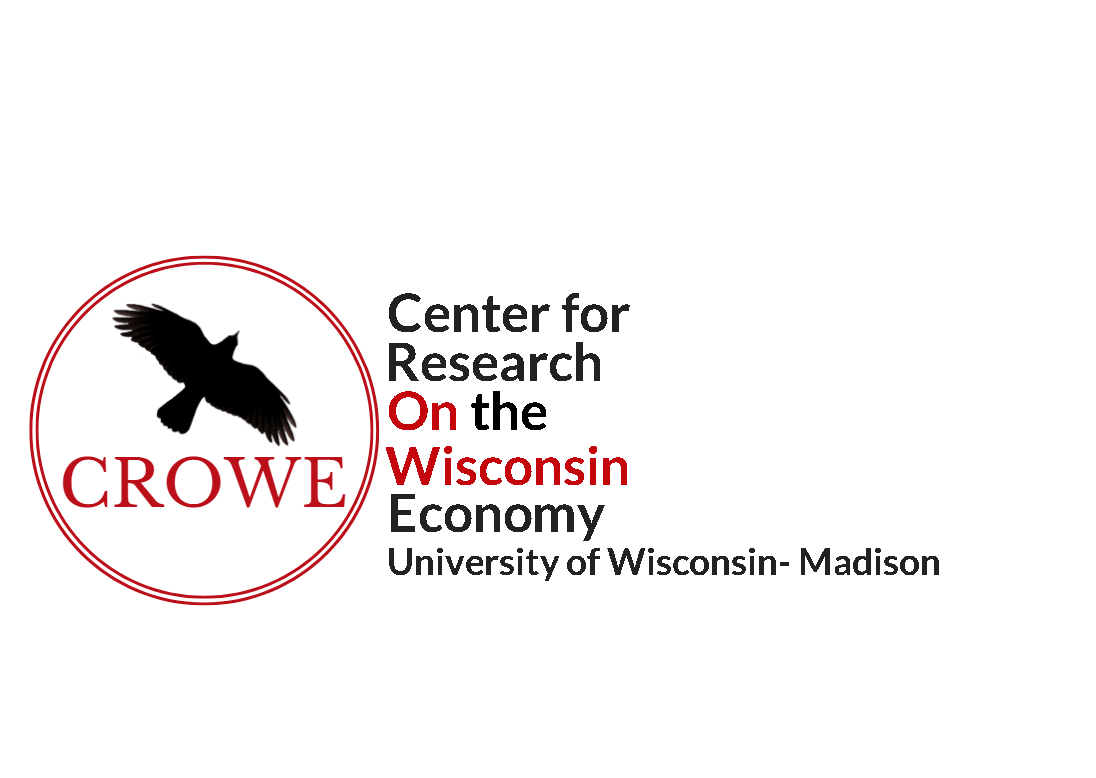 CROWE
Center for
Research
On the
Wisconsin
Economy
University of Wisconsin- Madison